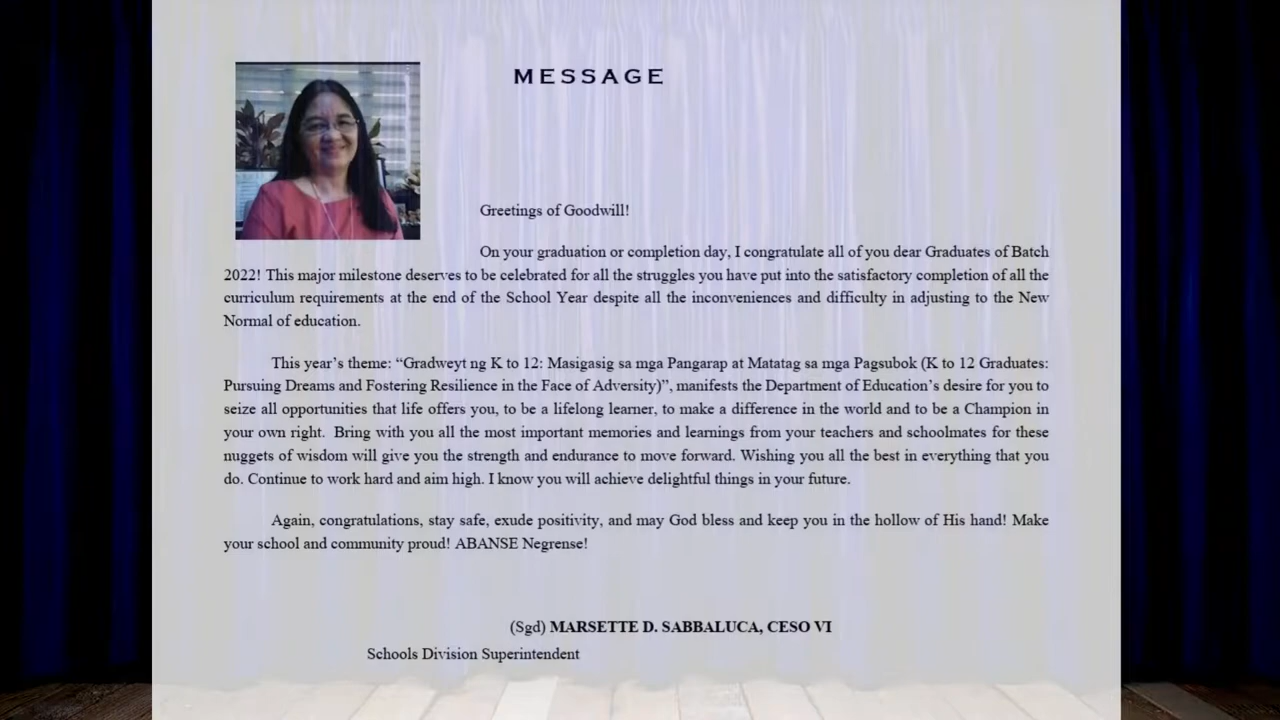 MESSAGE
Greetings of Goodwill!
On your graduation or completion day, I congratulate all of you dear Graduates of Batch
2022! This major milestone deserves to be celebrated for all the struggles you have put into the satisfactory completion of all the
curriculum requirements at the end of the School Year despite all the inconveniences and difficulty in adjusting to the New
Normal of education.
This year’s theme: “Gradweyt ng K to 12: Masigasig sa mga Pangarap at Matatag sa mga Pagsubok (K to 12 Graduates:
Pursuing Dreams and Fostering Resilience in the Face of Adversity)”, manifests the Department of Education’s desire for you to
seize all opportunities that life offers you, to be a lifelong learner, to make a difference in the world and to be a Champion in
your own right.  Bring with you all the most important memories and learnings from your teachers and schoolmates for these
nuggets of wisdom will give you the strength and endurance to move forward. Wishing you all the best in everything that you
do. Continue to work hard and aim high. I know you will achieve delightful things in your future.
Again, congratulations, stay safe, exude positivity, and may God bless and keep you in the hollow of His hand! Make
your school and community proud! ABANSE Negrense!
(Sgd) MARSETTE D. SABBALUCA, CESO VI
Schools Division Superintendent